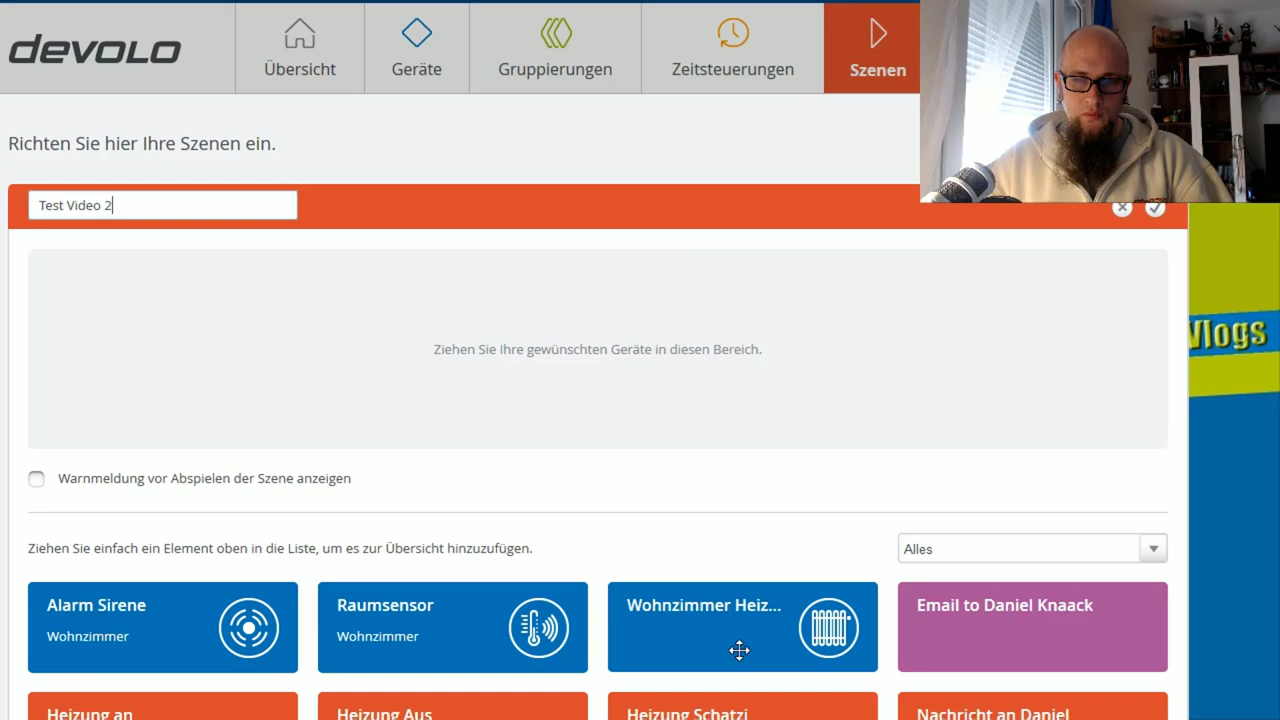 devolo
Übersicht
Geräte
Gruppierungen
Zeitsteuerungen
Szenen
Richten Sie hier Ihre Szenen ein.
Test Video 2
Vlogs
Ziehen Sie Ihre gewünschten Geräte in diesen Bereich.
Warnmeldung vor Abspielen der Szene anzeigen
Ziehen Sie einfach ein Element oben in die Liste, um es zur Übersicht hinzuzufügen.
Alles
Alarm Sirene
Wohnzimmer
Raumsensor
Wohnzimmer
Wohnzimmer Heiz...
Email to Daniel Knaack
Heizung an
Heizung Aus
Heizung Schatzi
Nachricht an Daniel